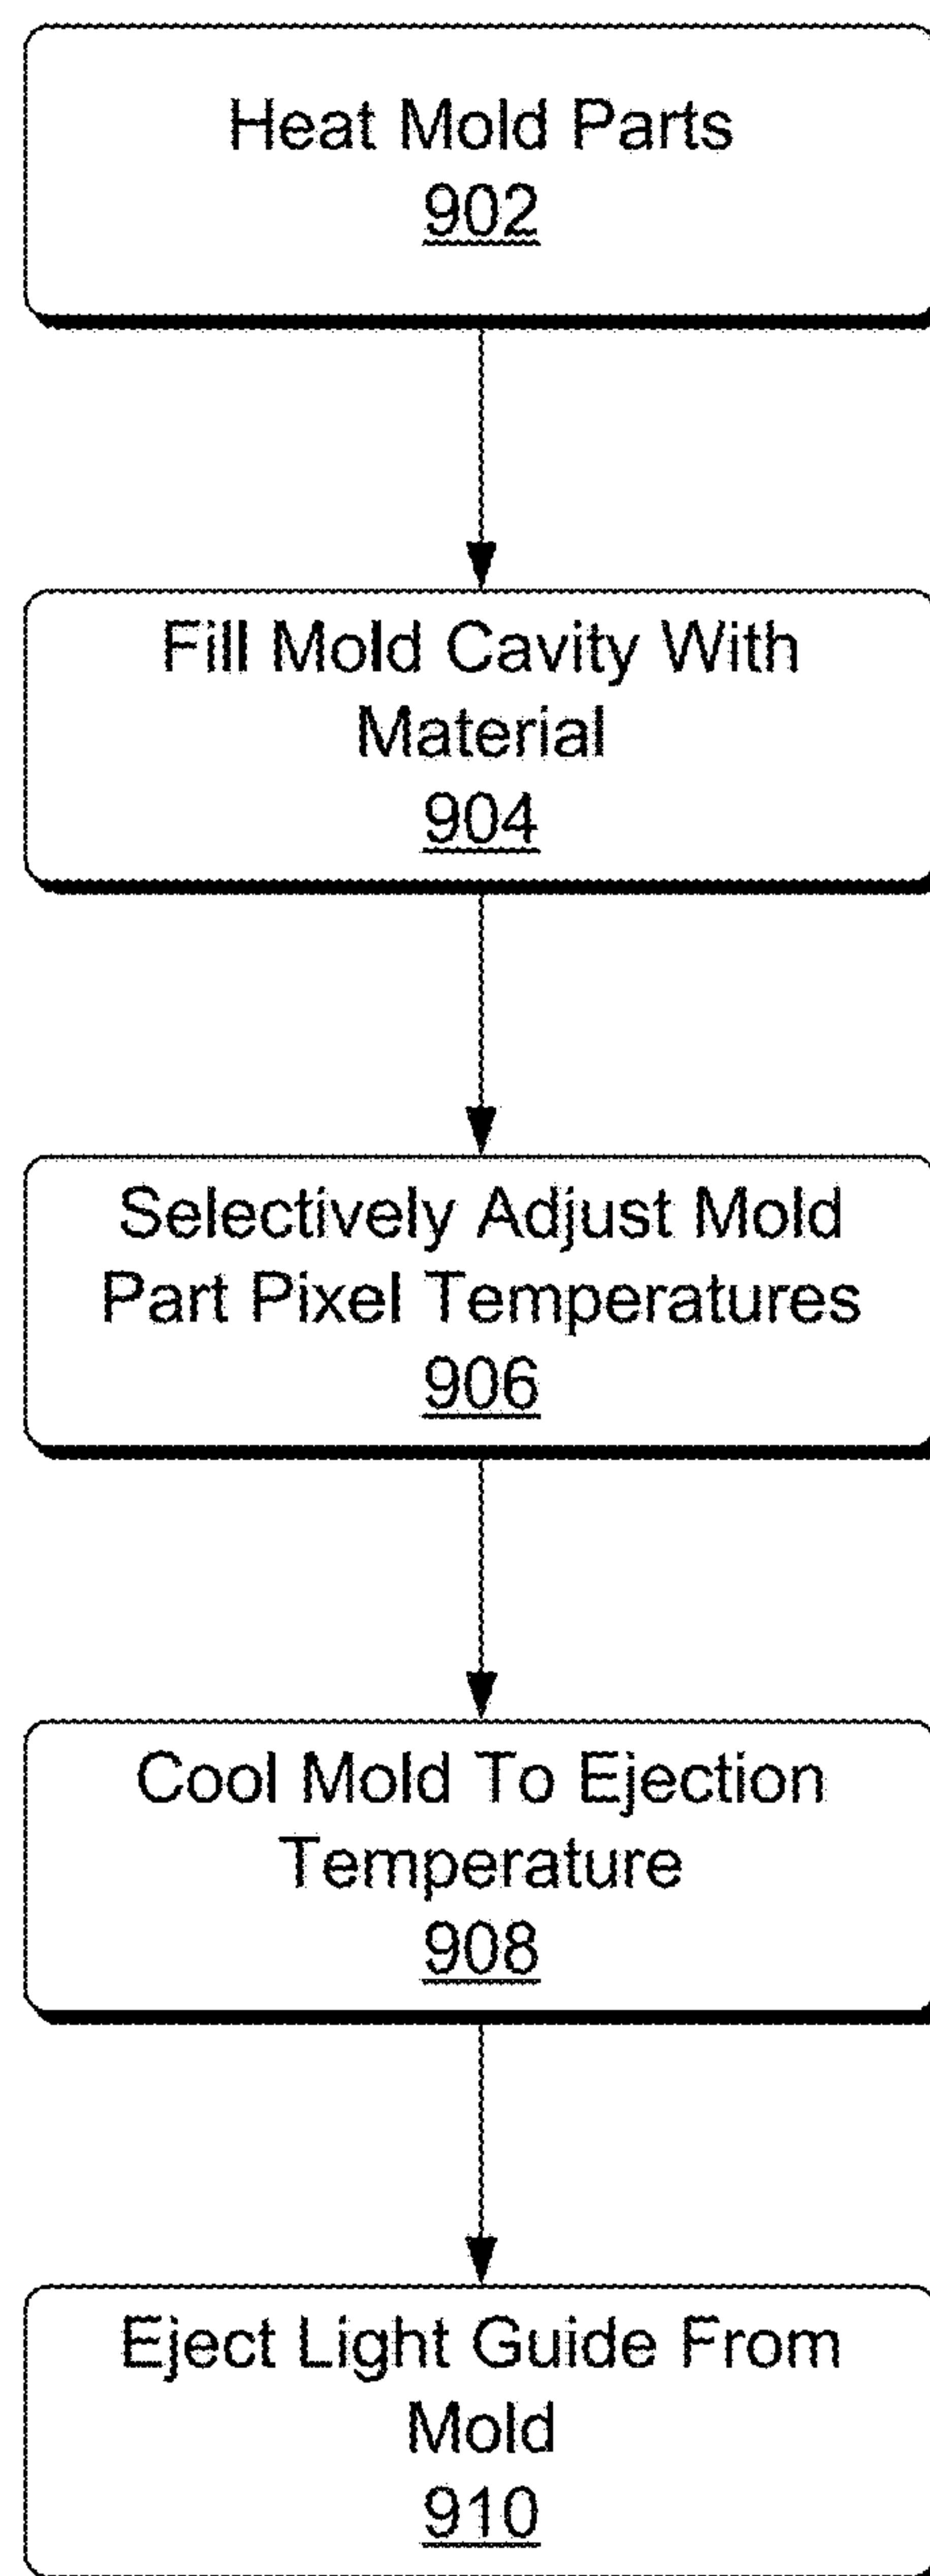 Heat Mold Parts
902
Fill Mold Cavity With
Material
904
Selectively Adjust Mold
Part Pixel Temperatures
906
Cool Mold To Ejection
Temperature
908
Eject Light Guide From
Mold
910